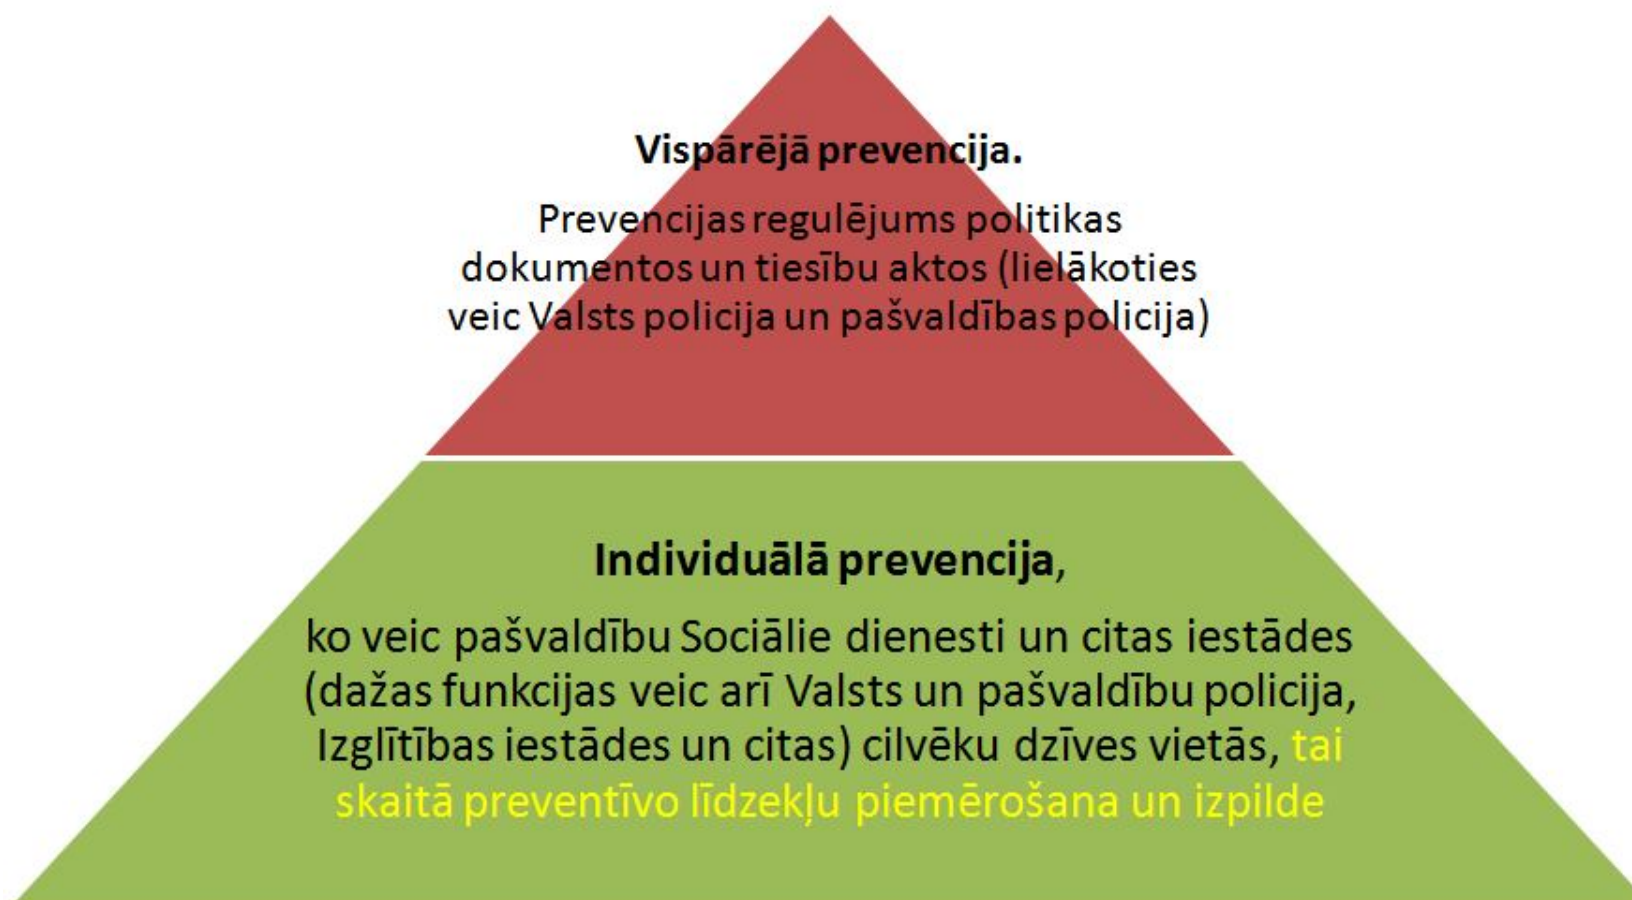 Vispārējā prevencija.
Prevencijas regulējums politikas
dokumentos un tiesību aktos (lielākoties
veic Valsts policija un pašvaldības policija)
Individuālā prevencija,
ko veic pašvaldību Sociālie dienesti un citas iestādes
(dažas funkcijas veic arī Valsts un pašvaldību policija,
Izglītības iestādes un citas) cilvēku dzīves vietās, tai
skaitā preventīvo līdzekļu piemērošana un izpilde